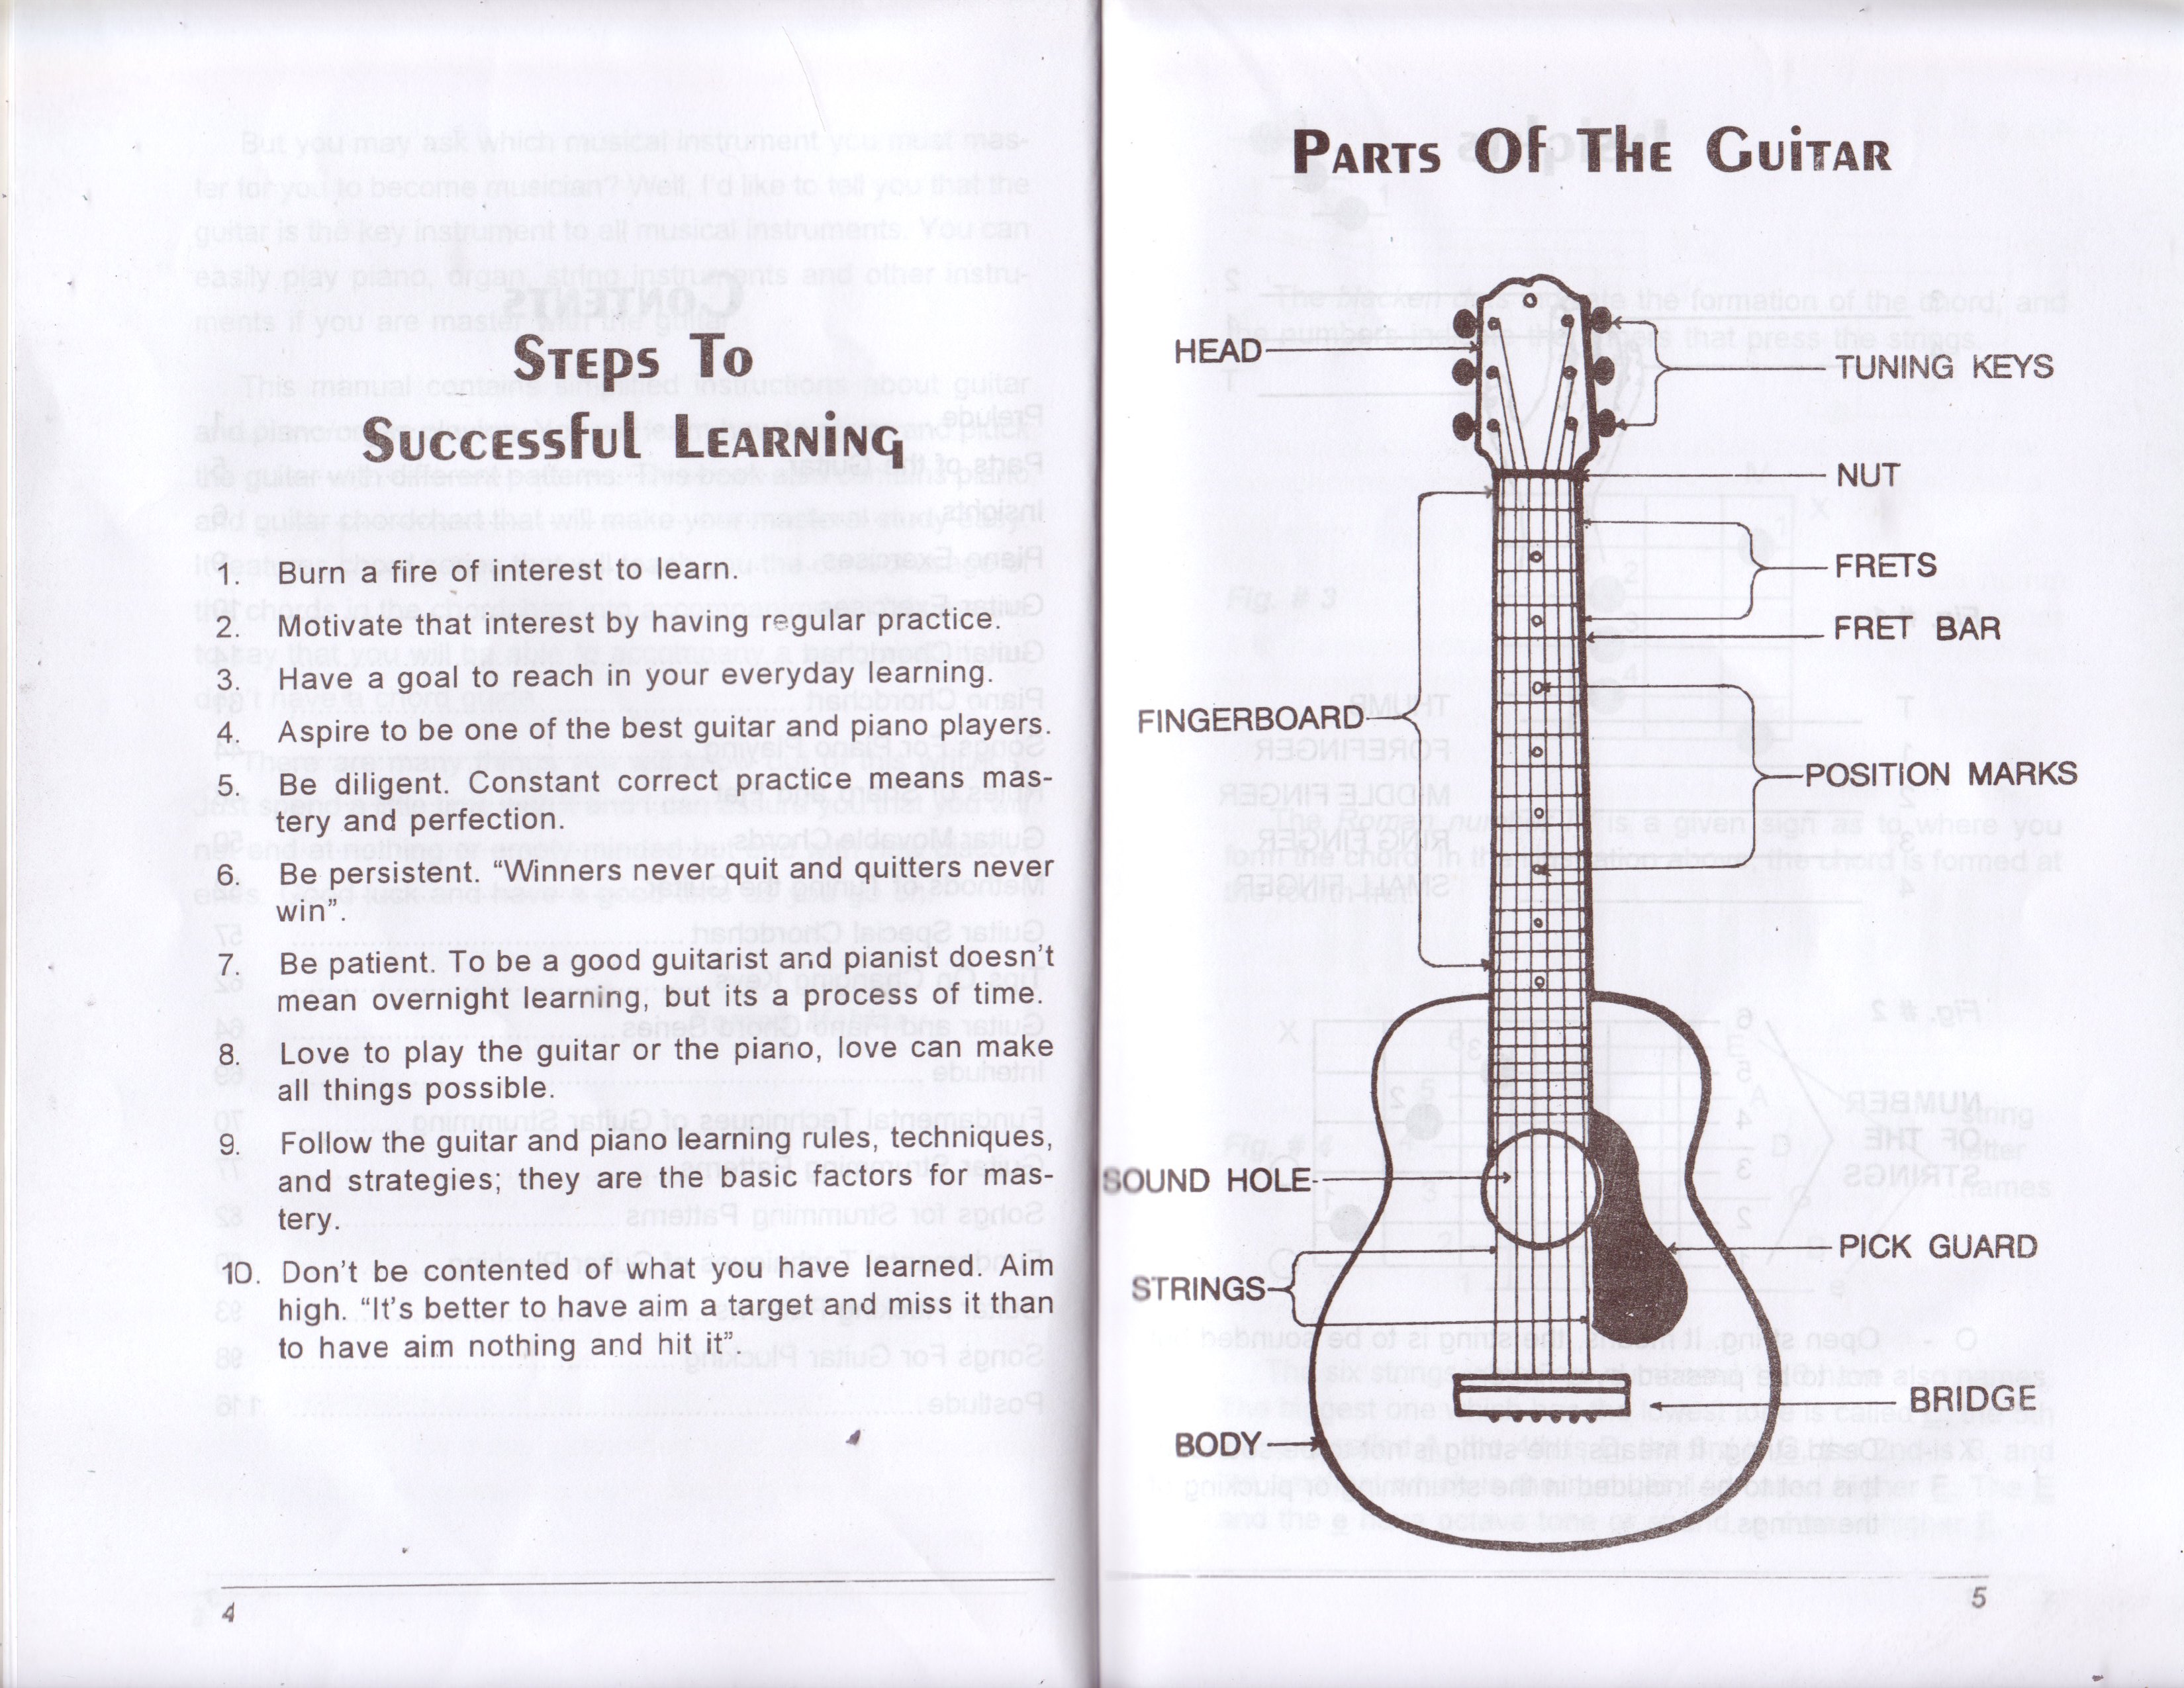 Steps To
Successful Learning
1. Burn a fire of interest to learn.
2. Motivate that interest by having regular practice.
3. Have a goal to reach in your everyday learning.
4. Aspire to be one of the best guitar and piano players.
5. Be diligent. Constant correct practice means mas-
tery and perfection.
6. Be persistent. “Winners never quit and quitters never
win”.
7. Be patient. To be a good guitarist and pianist doesn’t
mean overnight learning, but its a process of time.
8. Love to play the guitar or the piano, love can make
all things possible.
9. Follow the guitar and piano learning rules, techniques,
and strategies; they are the basic factors for mas-
tery.
10. Don’t be contented of what you have learned. Aim
high. “It’s better to have aim a target and miss it than
to have aim nothing and hit it”.
4
Parts Of The Guitar
HEAD
TUNING KEYS
NUT
FRETS
FRET BAR
FINGERBOARD
POSITION MARKS
SOUND HOLE
PICK GUARD
STRINGS
BRIDGE
BODY
5